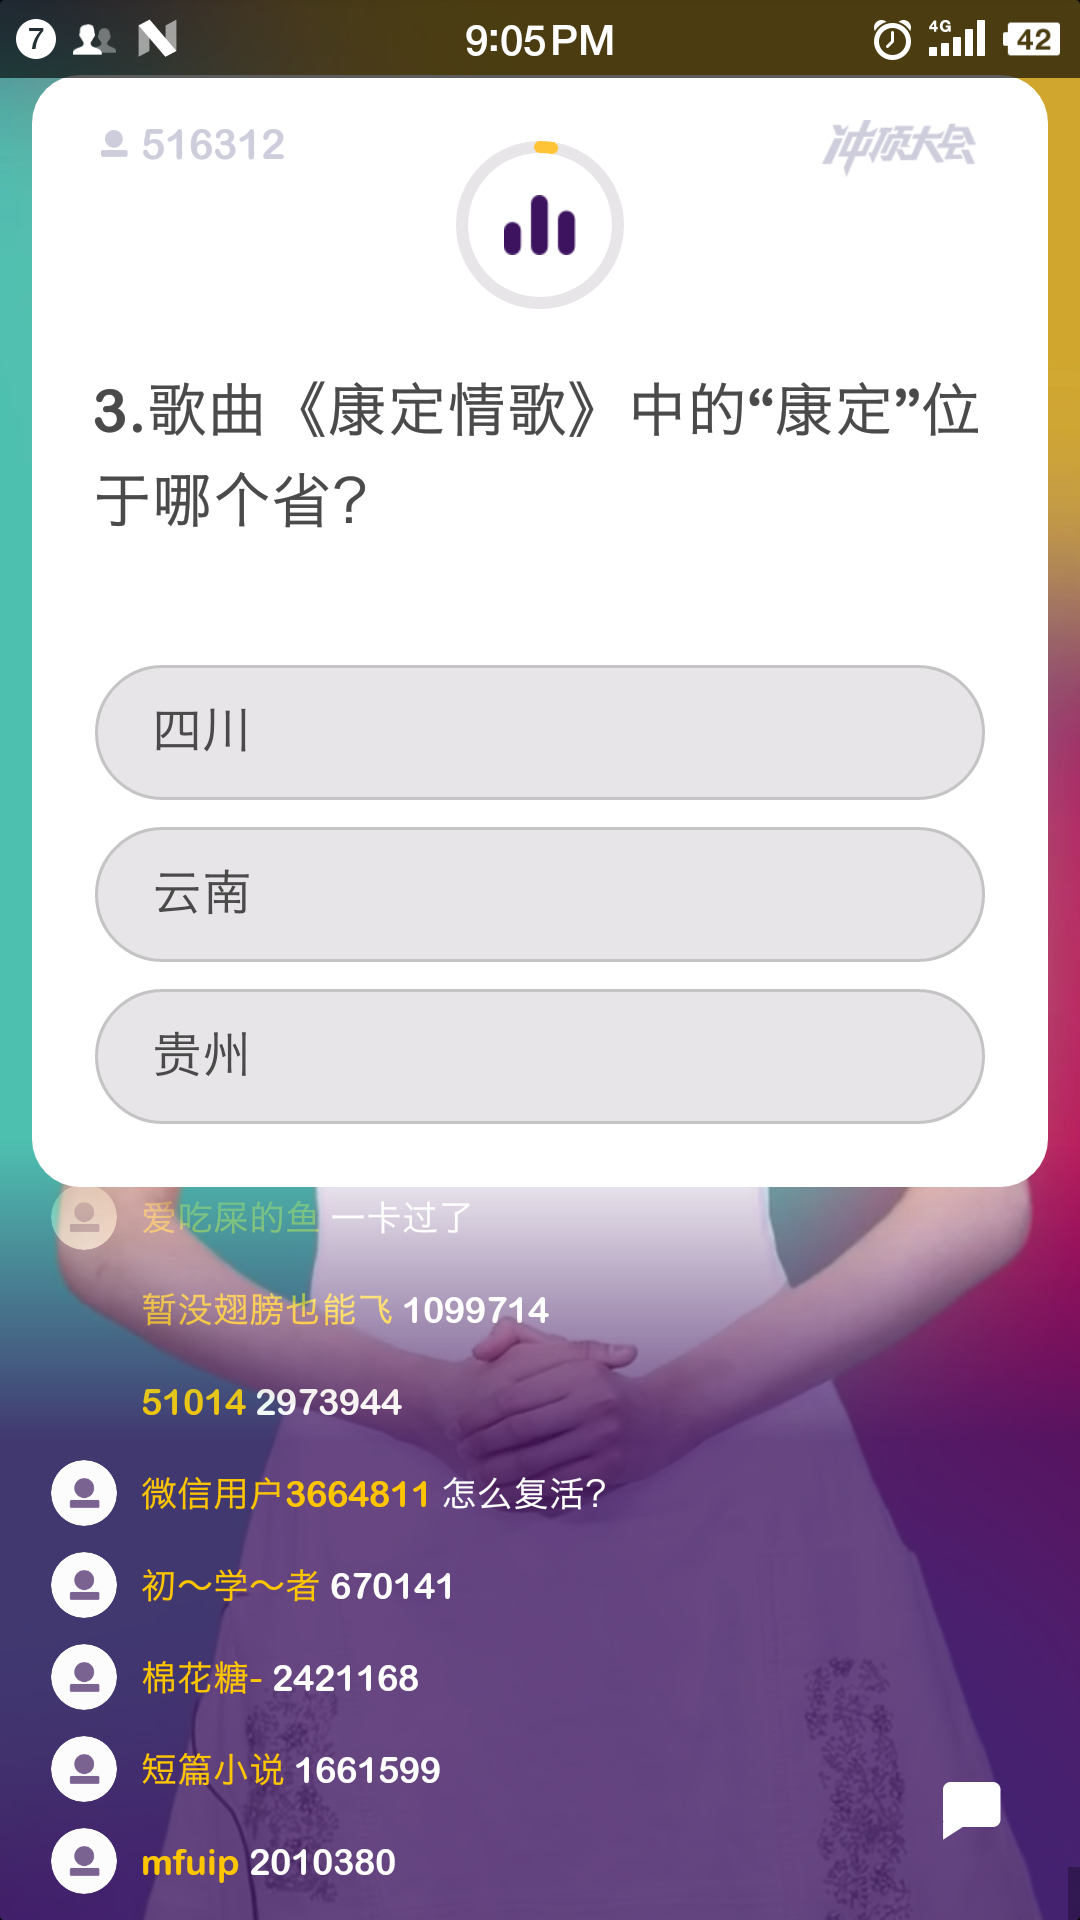 7
9:05PM
4G
42
516312
冲顶大会
3.歌曲《康定情歌》中的“康定”位
于哪个省?
四川
云南
贵州
爱吃屎的鱼 一卡过了
暂没翅膀也能飞 1099714
51014 2973944
微信用户3664811 怎么复活?
初～学～者 670141
棉花糖- 2421168
短篇小说 1661599
mfuip 2010380